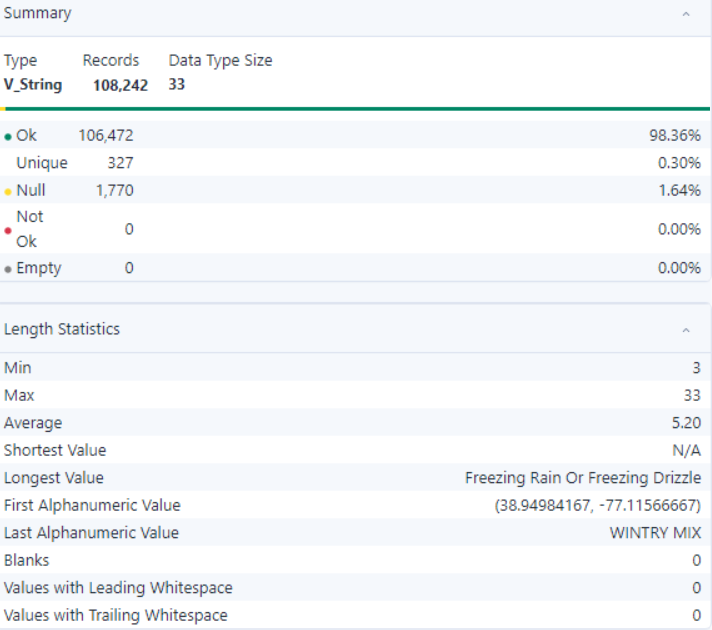 Summary
Type Records Data Type Size
V_String 108,242 33
Ok 106,472 98.36%
Unique 327 0.30%
Null 1,770 1.64%
Not
Ok 0 0.00%
Empty 0 0.00%
Length Statistics
Min 3
Max 33
Average 5.20
Shortest Value N/A
Longest Value Freezing Rain Or Freezing Drizzle
First Alphanumeric Value (38.94984167, -77.11566667)
Last Alphanumeric Value WINTRY MIX
Blanks 0
Values with Leading Whitespace 0
Values with Trailing Whitespace 0